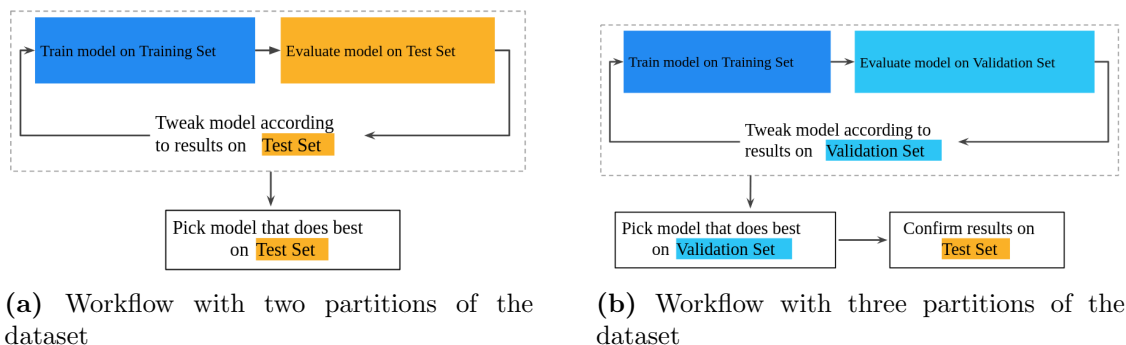 Train model on Training Set
Evaluate model on Test Set
Tweak model according
to results on Test Set
Pick model that does best
on Test Set
(a) Workflow with two partitions of the
dataset
Train model on Training Set
Evaluate model on Validation Set
Tweak model according to
results on Validation Set
Pick model that does best
on Validation Set
Confirm results on
Test Set
(b) Workflow with three partitions of the
dataset